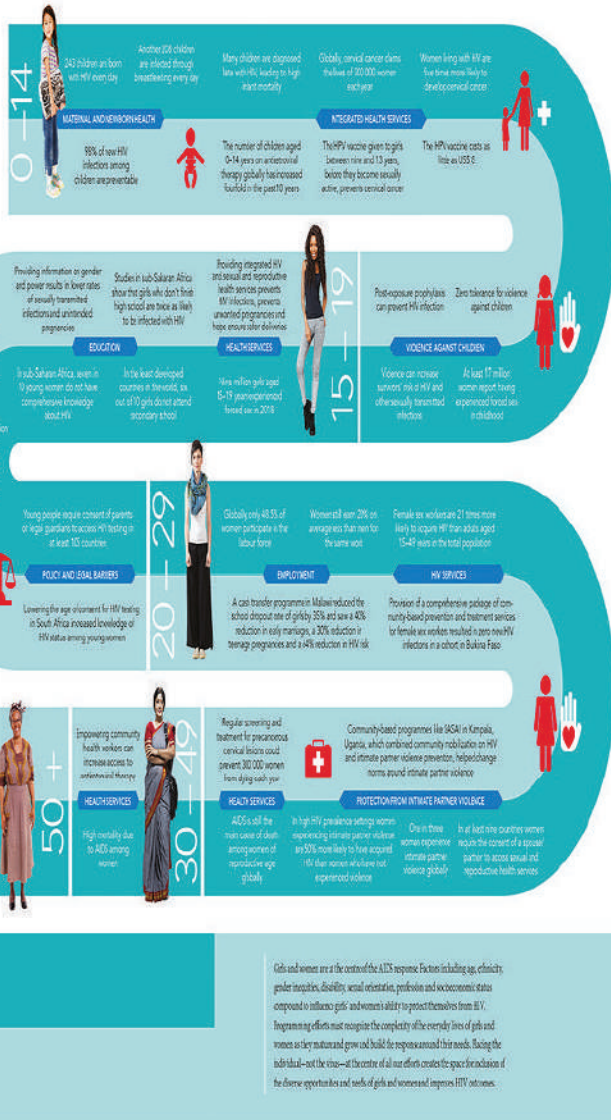 0–14
243 children are born
with HIV every day
Another 208 children
are infected through
breastfeeding every day
Many children are diagnosed
late with HIV, leading to high
infant mortality
Globally, cervical cancer claims
the lives of 300 000 women
each year
Women living with HIV are
five times more likely to
develop cervical cancer
MATERNAL AND NEWBORN HEALTH
INTEGRATED HEALTH SERVICES
98% of new HIV
infections among
children are preventable
The number of children aged
0–14 years on antiretroviral
therapy globally has increased
fourfold in the past 10 years
The HPV vaccine given to girls
between nine and 13 years,
before they become sexually
active, prevents cervical cancer
The HPV vaccine costs as
little as US$
Providing information on gender
and power results in lower rates
of sexually transmitted
infections and unintended
pregnancies
Studies in sub-Saharan Africa
show that girls who don't finish
high school are twice as likely
to be infected with HIV
Providing integrated HIV
and sexual and reproductive
health services prevents
HIV infections, prevents
unwanted pregnancies and
helps ensure safer deliveries
15–19
Post-exposure prophylaxis
can prevent HIV infection
Zero tolerance for violence
against children
EDUCATION
HEALTH SERVICES
VIOLENCE AGAINST CHILDREN
In sub-Saharan Africa, seven in
10 young women do not have
comprehensive knowledge
about HIV
In the least developed
countries in the world, six
out of 10 girls do not attend
secondary school
Nine million girls aged
15–19 years experienced
forced sex in 2018
Violence can increase
survivors' risk of HIV and
other sexually transmitted
infections
At least 17 million
women report having
experienced forced sex
in childhood
ion
Young people require consent of parents
or legal guardians to access HIV testing in
at least 105 countries
20–29
Globally, only 48.5% of
women participate in the
labour force
Women still earn 20% on
average less than men for
the same work
Female sex workers are 21 times more
likely to acquire HIV than adults aged
15–49 years in the total population
POLICY AND LEGAL BARRIERS
EMPLOYMENT
HIV SERVICES
Lowering the age of consent for HIV testing
in South Africa increased knowledge of
HIV status among young women
A cash transfer programme in Malawi reduced the
school dropout rate of girls by 35% and saw a 40%
reduction in early marriages, a 30% reduction in
teenage pregnancies and a 64% reduction in HIV risk
Provision of a comprehensive package of com-
munity-based prevention and treatment services
for female sex workers resulted in zero new HIV
infections in a cohort in Burkina Faso
50 +
Empowering community
health workers can
increase access to
antiretroviral therapy
30–49
Regular screening and
treatment for precancerous
cervical lesions could
prevent 300 000 women
from dying each year
Community-based programmes like SASA! in Kampala,
Uganda, which combined community mobilization on HIV
and intimate partner violence prevention, helped change
norms around intimate partner violence
HEALTH SERVICES
HEALTH SERVICES
PROTECTION FROM INTIMATE PARTNER VIOLENCE
High mortality due
to AIDS among
women
AIDS is still the
main cause of death
among women of
reproductive age
globally
In high HIV prevalence settings women
experiencing intimate partner violence
are 50% more likely to have acquired
HIV than women who have not
experienced violence
One in three
women experience
intimate partner
violence globally
In at least nine countries women
require the consent of a spouse/
partner to access sexual and
reproductive health services
Girls and women are at the centre of the AIDS response. Factors including age, ethnicity,
gender inequities, disability, sexual orientation, profession and socioeconomic status
compound to influence girls' and women's ability to protect themselves from HIV.
Programming efforts must recognize the complexity of the everyday lives of girls and
women as they mature and grow and build the response around their needs. Placing the
individual—not the virus—at the centre of all our efforts creates the space for inclusion of
the diverse opportunities and needs of girls and women and improves HIV outcomes.